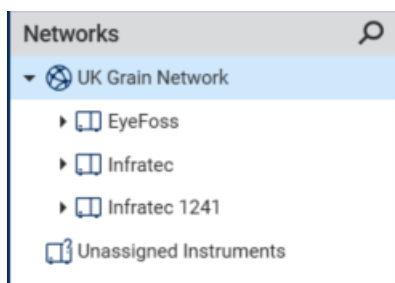 Networks
UK Grain Network
EyeFoss
Infratec
Infratec 1241
Unassigned Instruments